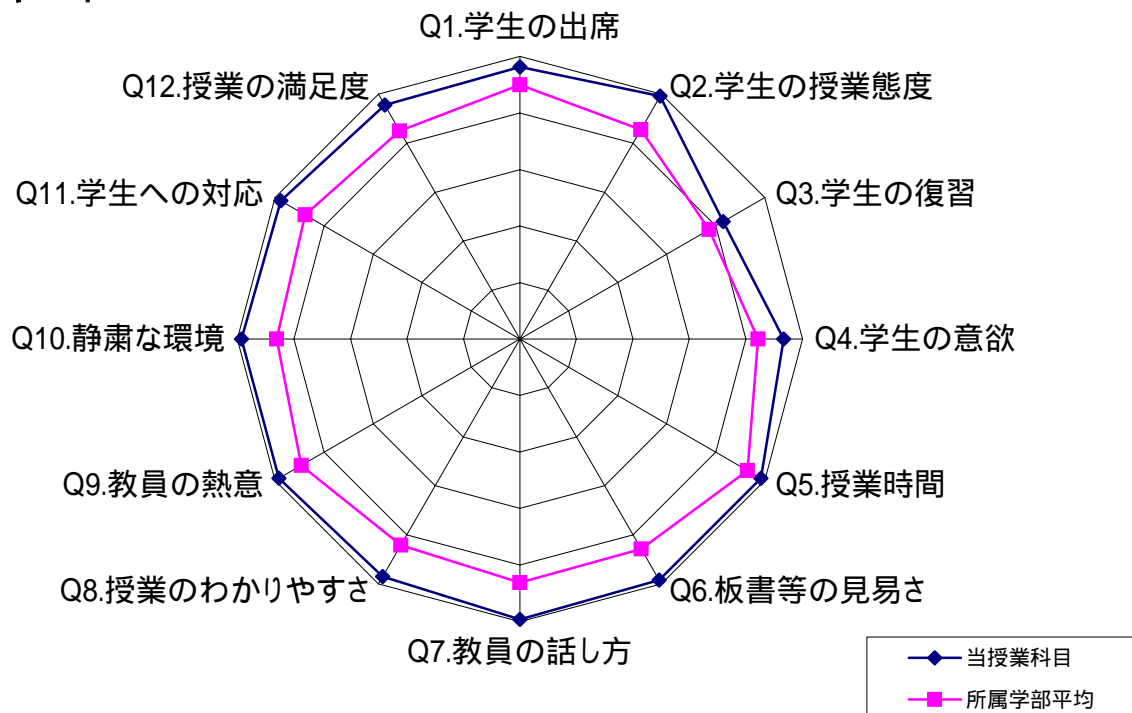 Q1.学生の出席
Q2.学生の授業態度
Q3.学生の復習
Q4.学生の意欲
Q5.授業時間
Q6.板書等の見易さ
Q7.教員の話し方
Q8.授業のわかりやすさ
Q9.教員の熱意
Q10.静粛な環境
Q11.学生への対応
Q12.授業の満足度
当授業科目
所属学部平均